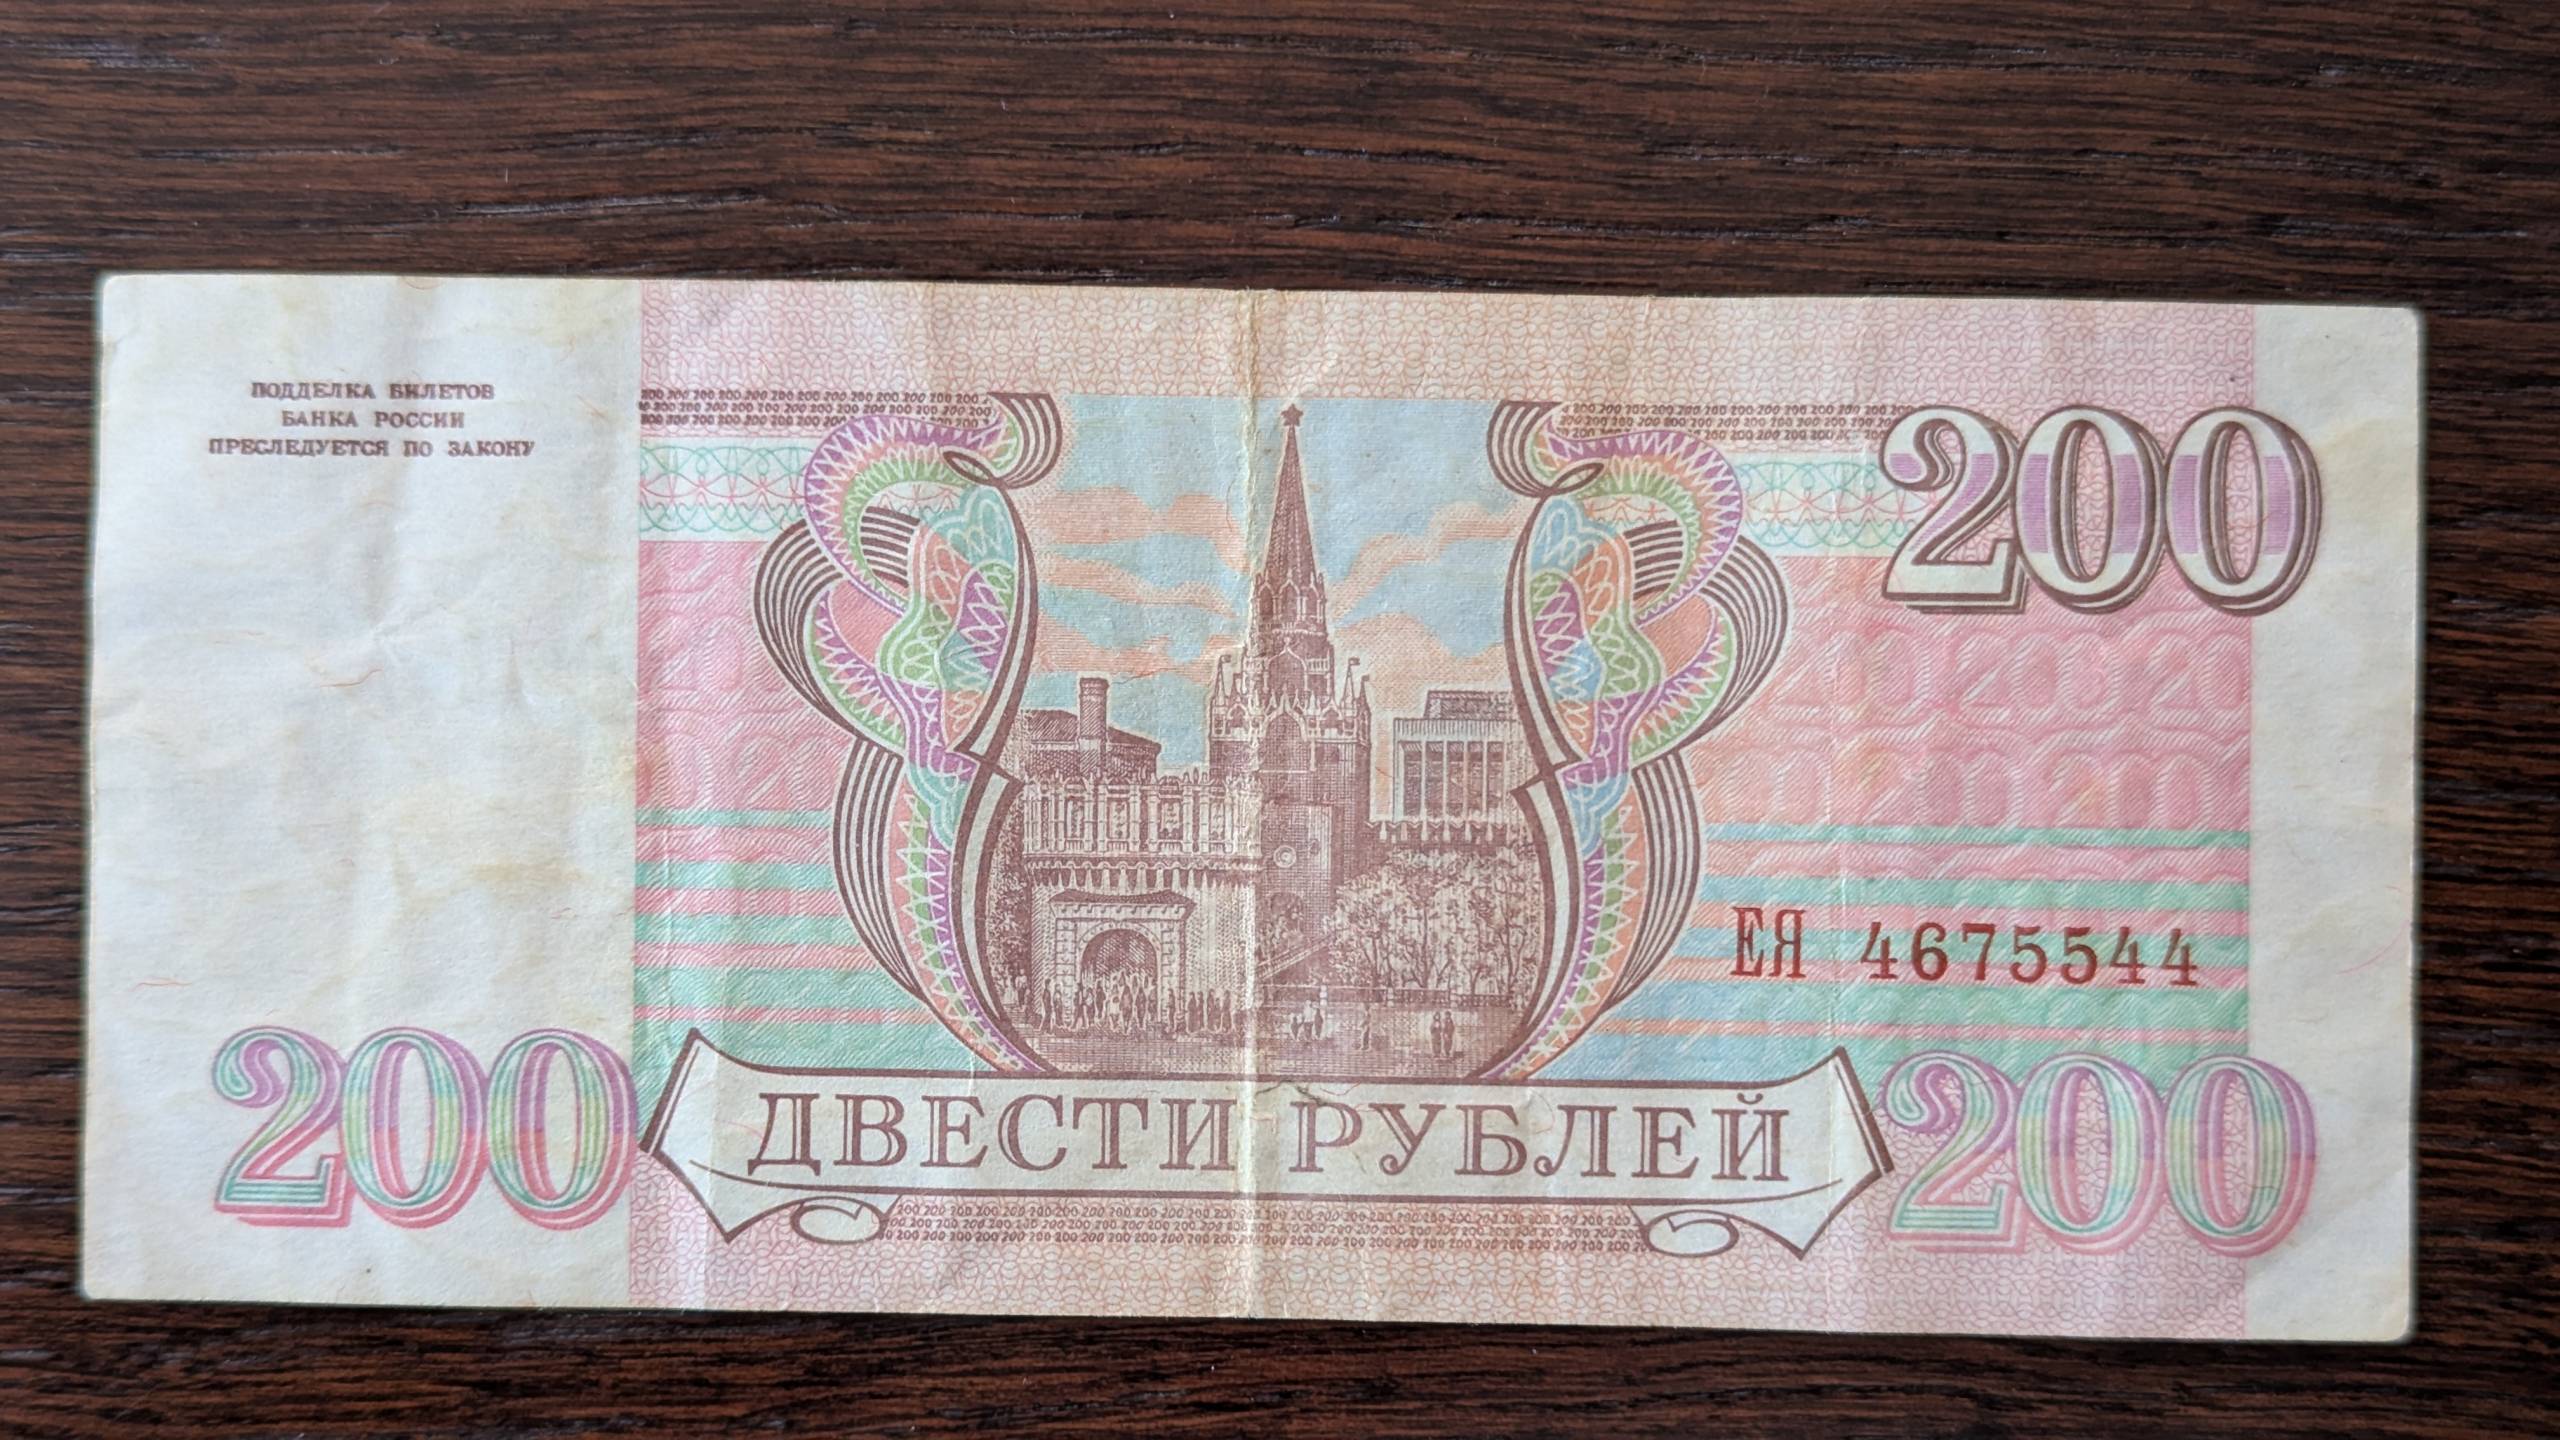 ПОДДЕЛКА БИЛЕТОВ
БАНКА РОССИИ
ПРЕСЛЕДУЕТСЯ ПО ЗАКОНУ
200
ЕЯ 4675544
200
ДВЕСТИ РУБЛЕЙ
200